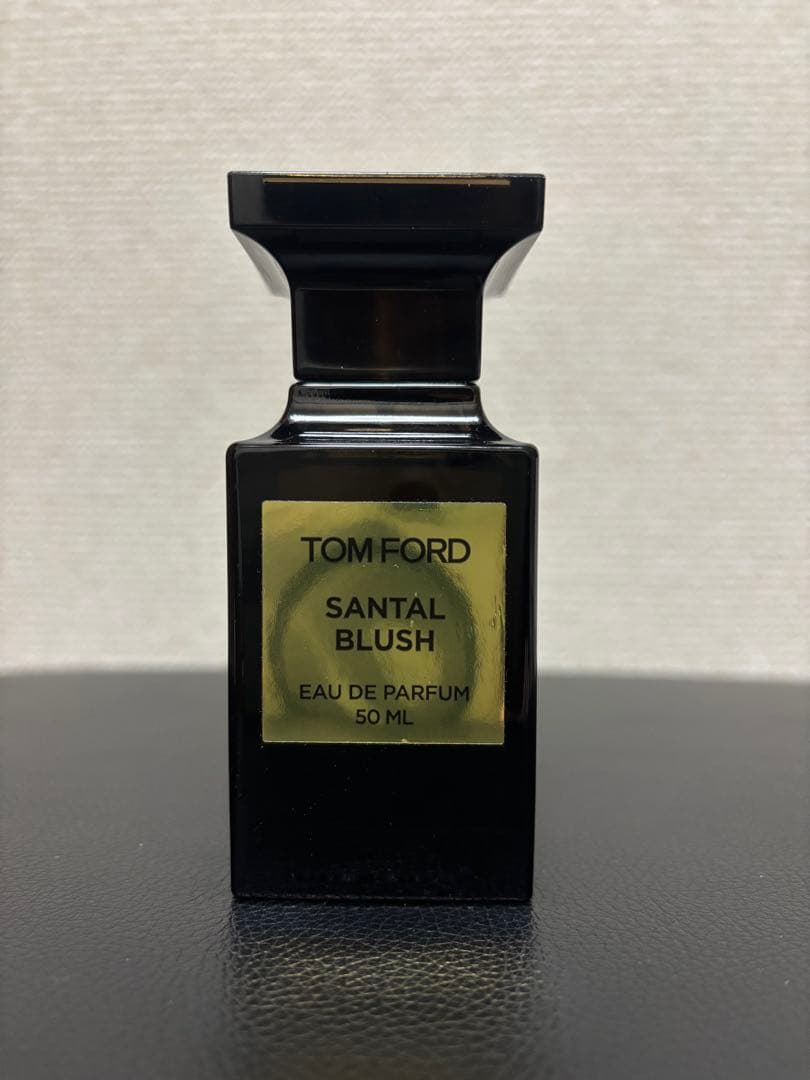 TOM FORD
SANTAL
BLUSH
EAU DE PARFUM
50 ML